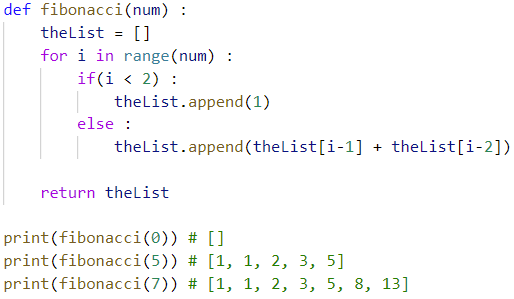 def fibonacci(num) :
    theList = []
    for i in range(num) :
        if(i < 2) :
            theList.append(1)
        else :
            theList.append(theList[i-1] + theList[i-2])

    return theList

print(fibonacci(0)) # []
print(fibonacci(5)) # [1, 1, 2, 3, 5]
print(fibonacci(7)) # [1, 1, 2, 3, 5, 8, 13]